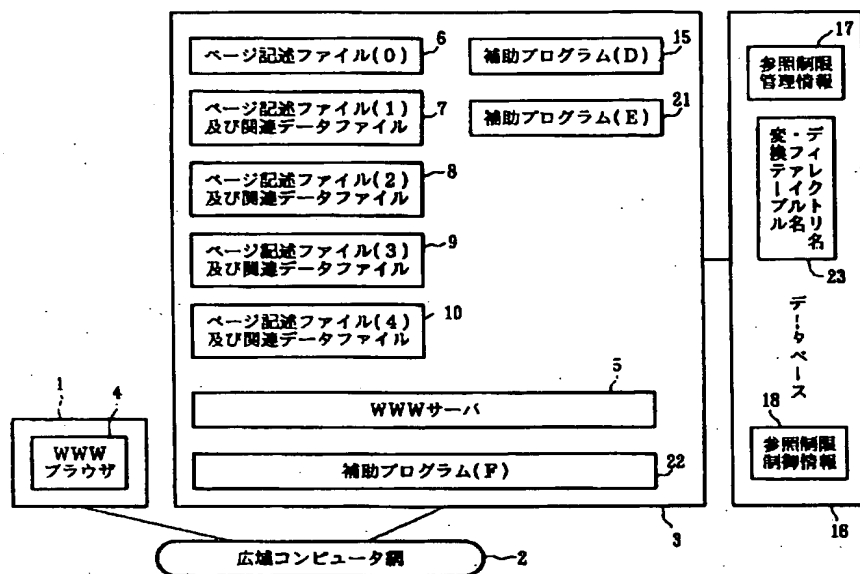 6
ページ記述ファイル(0)
ページ記述ファイル(1)
及び関連データファイル
7
ページ記述ファイル(2)
及び関連データファイル
8
ページ記述ファイル(3)
及び関連データファイル
9
ページ記述ファイル(4)
及び関連データファイル
10
15
補助プログラム(D)
21
補助プログラム(E)
17
参照制限
管理情報
ディレクトリ名
・ファイル名
変換テーブル
23
データベース
18
参照制限
制御情報
16
5
WWWサーバ
補助プログラム(F)
22
3
1
4
WWW
ブラウザ
広域コンピュータ網
2